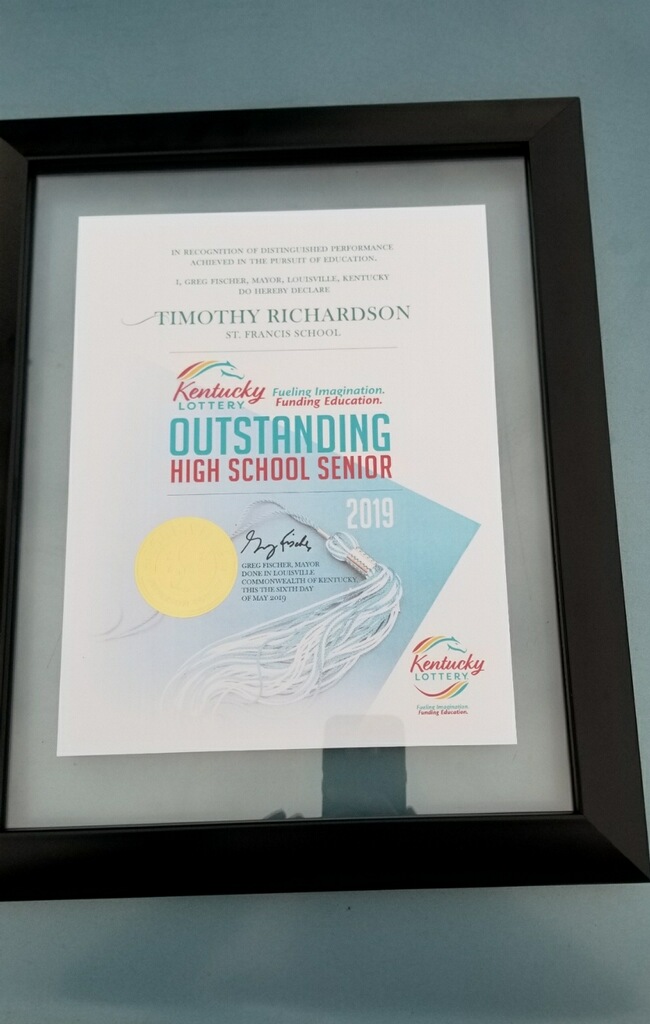 IN RECOGNITION OF DISTINGUISHED PERFORMANCE
ACHIEVED IN THE PURSUIT OF EDUCATION.
I, GREG FISCHER, MAYOR, LOUISVILLE, KENTUCKY
DO HEREBY DECLARE
TIMOTHY RICHARDSON
ST. FRANCIS SCHOOL
Kentucky
LOTTERY
Fueling Imagination.
Funding Education.
OUTSTANDING
HIGH SCHOOL SENIOR
2019
Greg Fischer
GREG FISCHER, MAYOR
DONE IN LOUISVILLE
COMMONWEALTH OF KENTUCKY,
THIS THE SIXTH DAY
OF MAY 2019
Kentucky
LOTTERY
Fueling Imagination.
Funding Education.